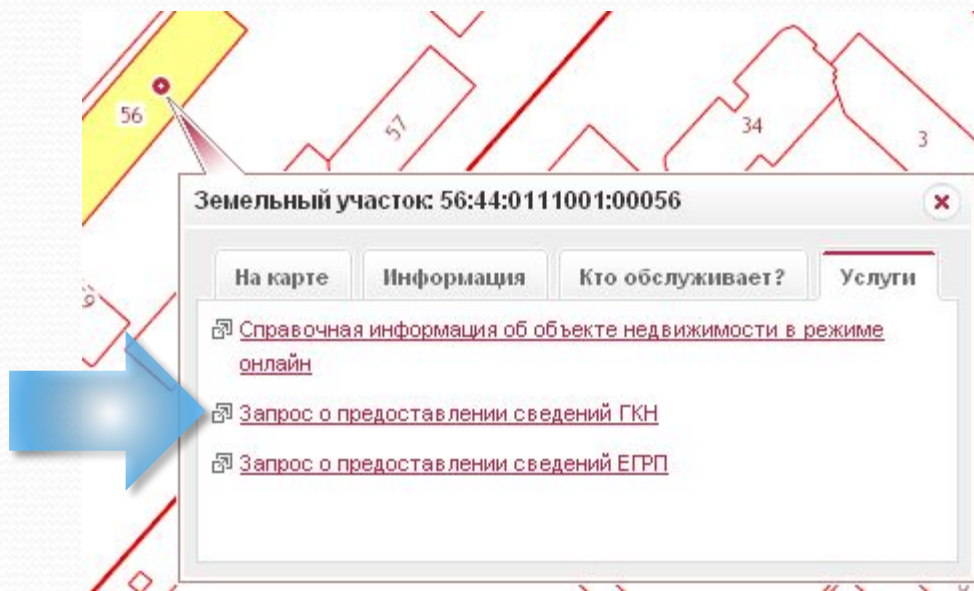 56
57
34
3
Земельный участок: 56:44:0111001:00056
На карте
Информация
Кто обслуживает?
Услуги
Справочная информация об объекте недвижимости в режиме
онлайн
Запрос о предоставлении сведений ГКН
Запрос о предоставлении сведений ЕГРП